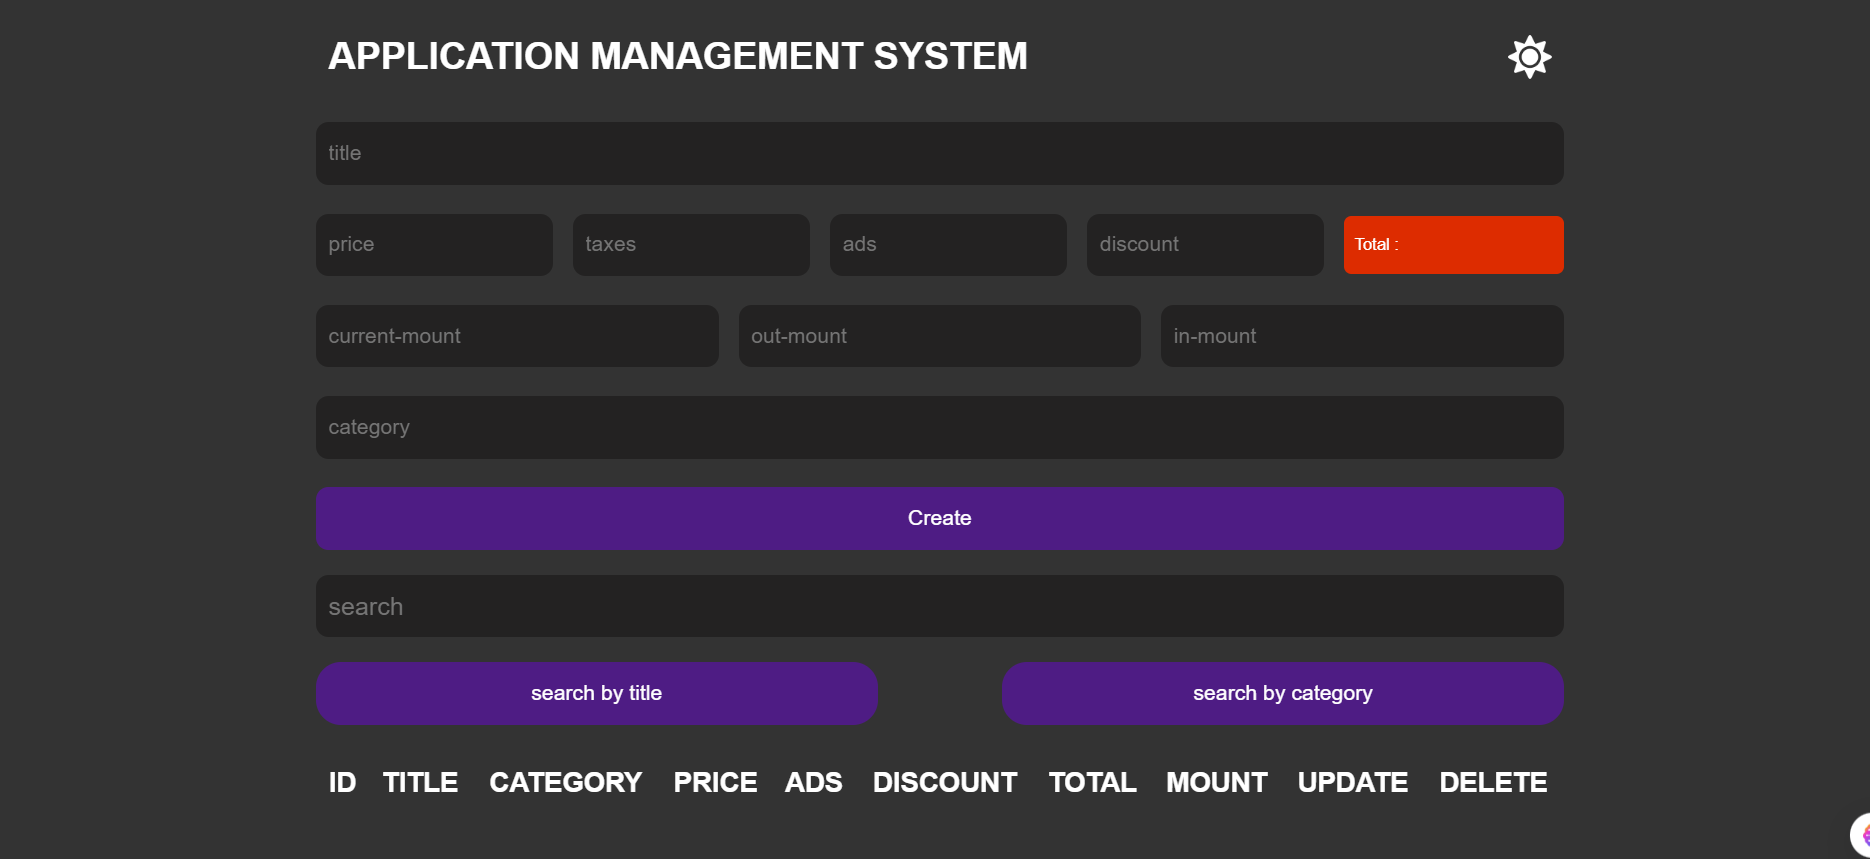 APPLICATION MANAGEMENT SYSTEM
title
price taxes ads discount Total :
current-mount out-mount in-mount
category
Create
search
search by title search by category
ID TITLE CATEGORY PRICE ADS DISCOUNT TOTAL MOUNT UPDATE DELETE